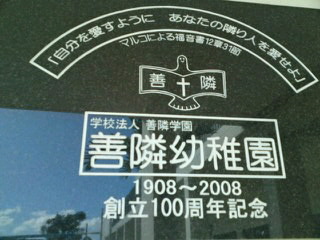 「自分を愛すように あなたの隣り人を愛せよ」
マルコによる福音書12章31節
善 隣
学校法人 善隣学園
善隣幼稚園
1908～2008
創立100周年記念